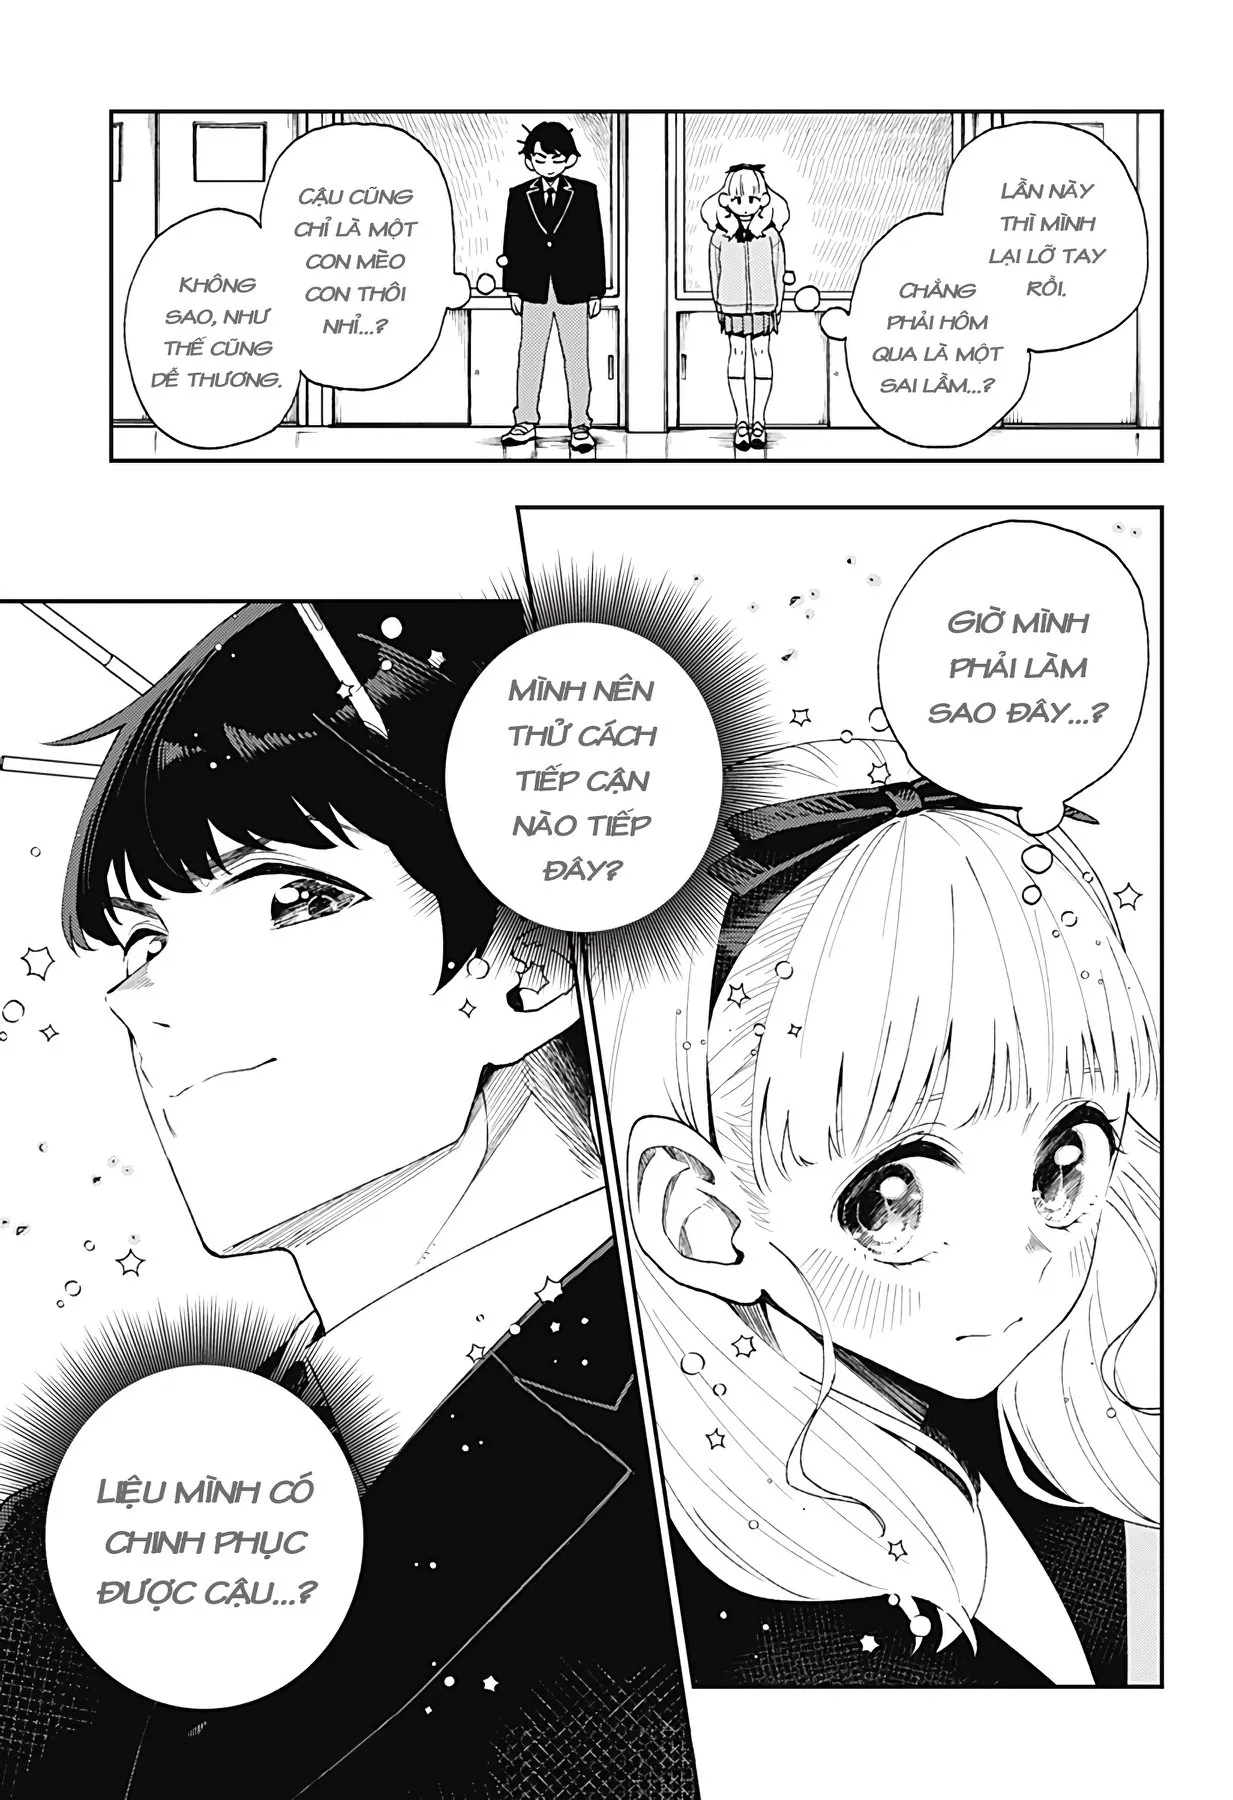 LẦN NÀY
THÌ MÌNH
LẠI LỠ TAY
RỒI.
CHẲNG
PHẢI HÔM
QUA LÀ MỘT
SAI LẦM...?
CẬU CŨNG
CHỈ LÀ MỘT
CON MÈO
CON THÔI
NHỈ...?
KHÔNG
SAO, NHƯ
THẾ CŨNG
DỄ THƯƠNG.
GIỜ MÌNH
PHẢI LÀM
SAO ĐÂY...?
MÌNH NÊN
THỬ CÁCH
TIẾP CẬN
NÀO TIẾP
ĐÂY?
LIỆU MÌNH CÓ
CHINH PHỤC
ĐƯỢC CẬU...?